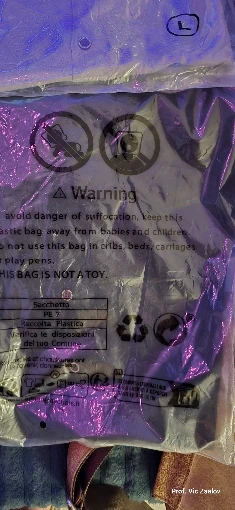 L
⚠ Warning
avoid danger of suffocation, keep this
astic bag away from babies and children.
o not use this bag in cribs, beds, carriages
play pens.
HIS BAG IS NOT A TOY.
Sacchetto
PE 7
Raccolta Plastica
Verifica le disposizioni
del tuo Comune
Prof. Vic Zaelov